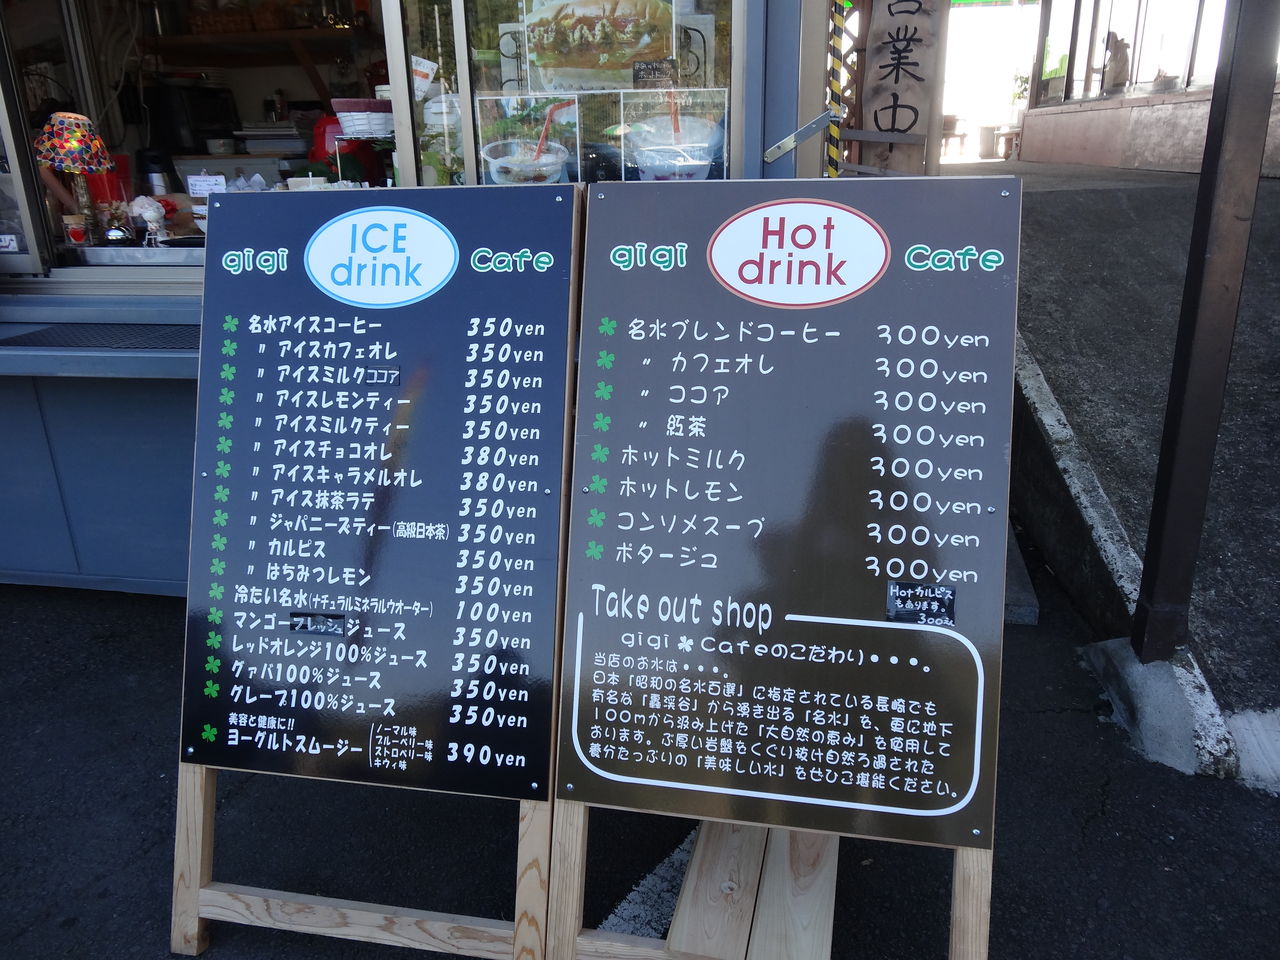 営業中
gigi ICE drink Cafe
名水アイスコーヒー 350yen
〃 アイスカフェオレ 350yen
〃 アイスミルクココア 350yen
〃 アイスレモンティー 350yen
〃 アイスミルクティー 350yen
〃 アイスチョコオレ 380yen
〃 アイスキャラメルオレ 380yen
〃 アイス抹茶ラテ 350yen
〃 ジャパニーズティー(高級日本茶) 350yen
〃 カルピス 350yen
〃 はちみつレモン 350yen
冷たい名水(ナチュラルミネラルウオーター) 100yen
マンゴーフレッシュジュース 350yen
レッドオレンジ100%ジュース 350yen
グァバ100%ジュース 350yen
グレープ100%ジュース 350yen
美容と健康に!!
ヨーグルトスムージー 390yen
ノーマル味
ブルーベリー味
ストロベリー味
キウィ味
gigi Hot drink Cafe
名水ブレンドコーヒー 300yen
〃 カフェオレ 300yen
〃 ココア 300yen
〃 紅茶 300yen
ホットミルク 300yen
ホットレモン 300yen
コンソメスープ 300yen
ポタージュ 300yen
Hotカルピス
もあります。
300えん
Take out shop
gigi Cafeのこだわり・・・。
当店のお水は・・・。
日本「昭和の名水百選」に指定されている長崎でも
有名な「轟渓谷」から湧き出る「名水」を、更に地下
100mから汲み上げた「大自然の恵み」を使用して
おります。ぶ厚い岩盤をくぐい抜け自然ろ過された
養分たっぷりの「美味しい水」をぜひご堪能ください。